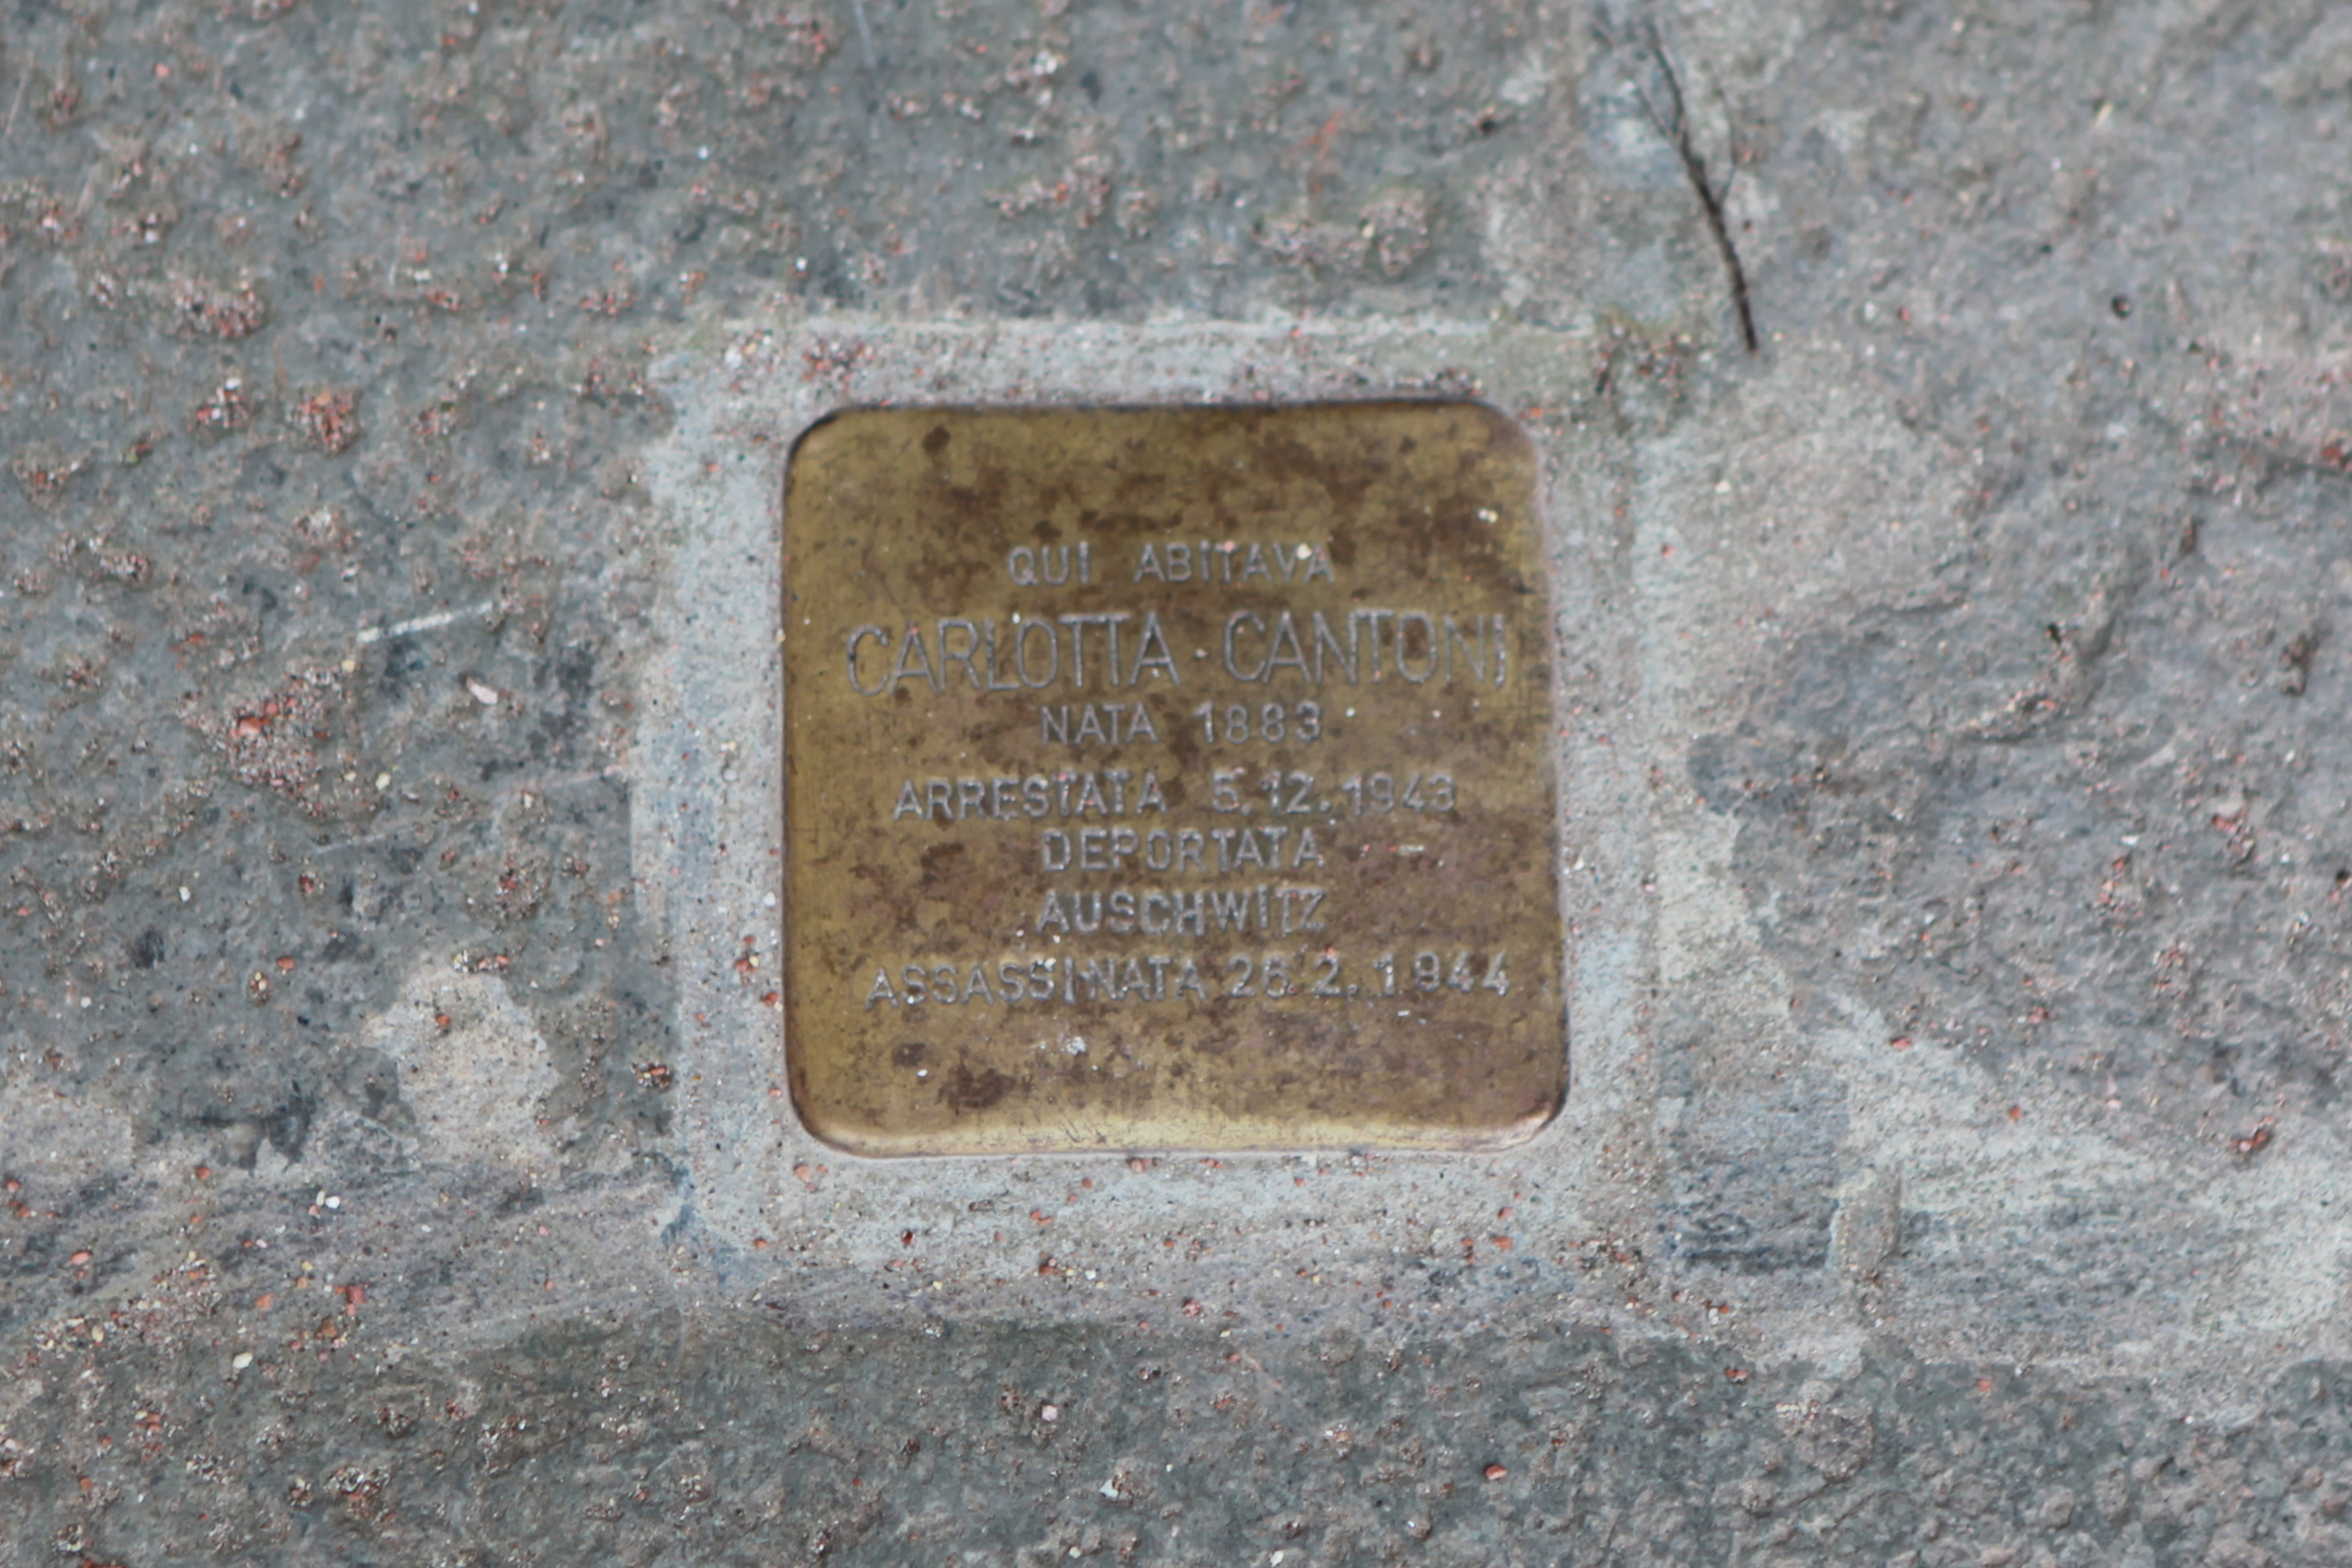 QUI ABITAVA
CARLOTTA CANTONI
NATA 1883
ARRESTATA 5.12.1943
DEPORTATA
AUSCHWITZ
ASSASSINATA 26.2.1944